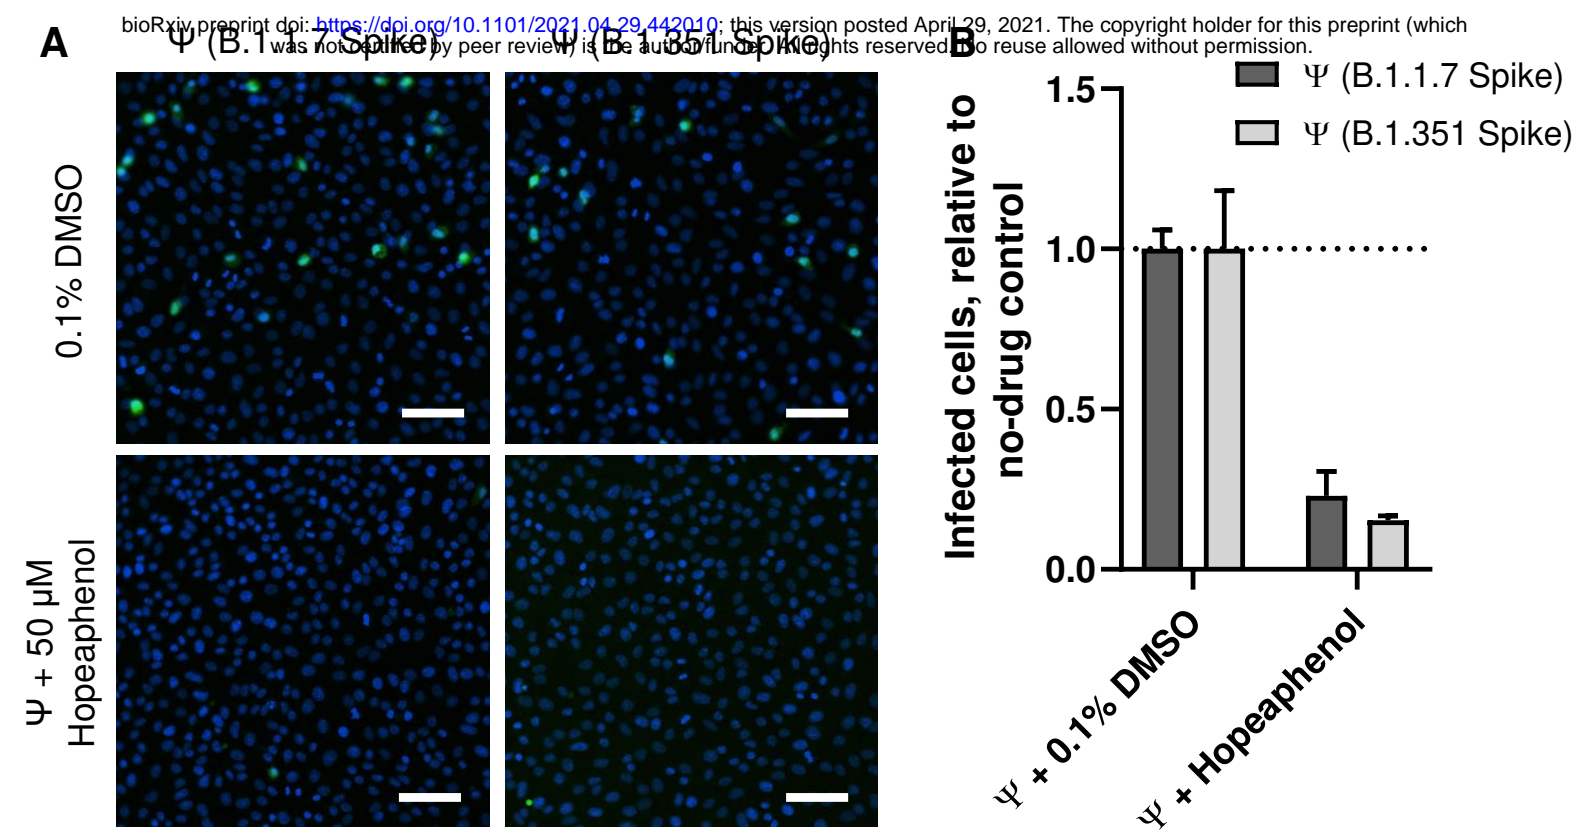 bioRxiv preprint doi: https://doi.org/10.1101/2021.04.29.442010; this version posted April 29, 2021. The copyright holder for this preprint (which
was not certified by peer review) is the author/funder. All rights reserved. No reuse allowed without permission.
A
Ψ (B.1.1.7 Spike)
Ψ (B.1.351 Spike)
0.1% DMSO
Ψ + 50 µM
Hopeaphenol
B
Ψ (B.1.1.7 Spike)
Ψ (B.1.351 Spike)
Infected cells, relative to
no-drug control
1.5
1.0
0.5
0.0
Ψ + 0.1% DMSO
Ψ + Hopeaphenol